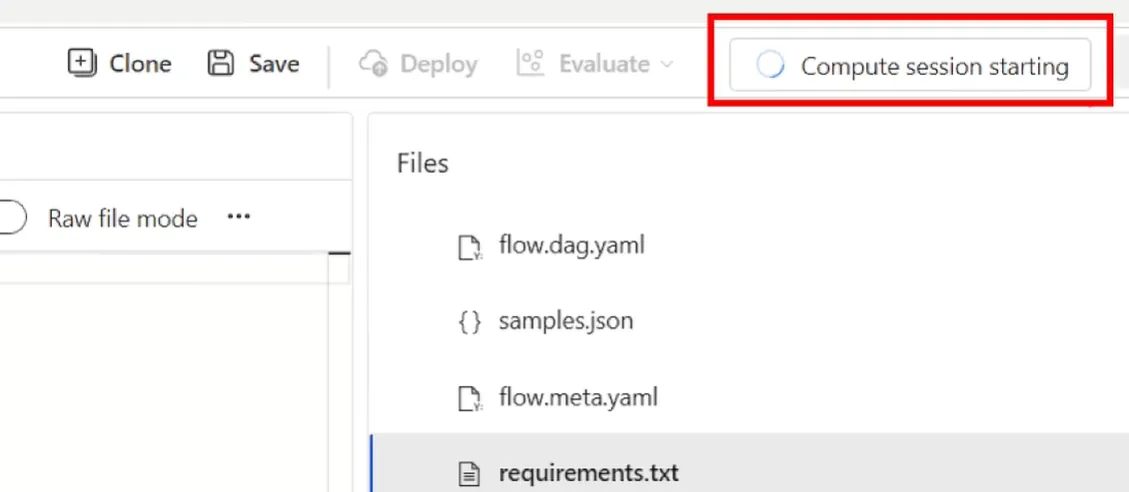 Clone Save Deploy Evaluate Compute session starting
Files
Raw file mode ...
flow.dag.yaml
{} samples.json
flow.meta.yaml
requirements.txt